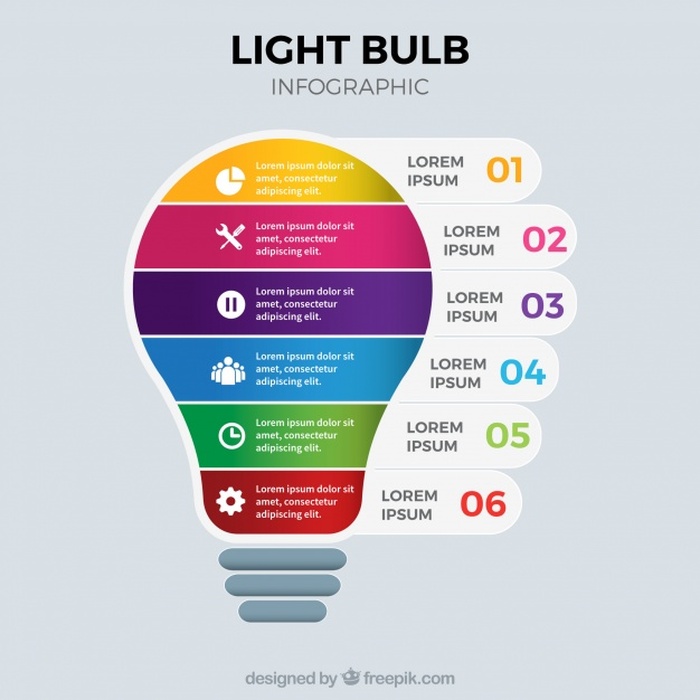 LIGHT BULB
INFOGRAPHIC
Lorem ipsum dolor sit
amet, consectetur
adipiscing elit.
LOREM
IPSUM
01
Lorem ipsum dolor sit
amet, consectetur
adipiscing elit.
LOREM
IPSUM
02
Lorem ipsum dolor sit
amet, consectetur
adipiscing elit.
LOREM
IPSUM
03
Lorem ipsum dolor sit
amet, consectetur
adipiscing elit.
LOREM
IPSUM
04
Lorem ipsum dolor sit
amet, consectetur
adipiscing elit.
LOREM
IPSUM
05
Lorem ipsum dolor sit
amet, consectetur
adipiscing elit.
LOREM
IPSUM
06
designed by freepik.com